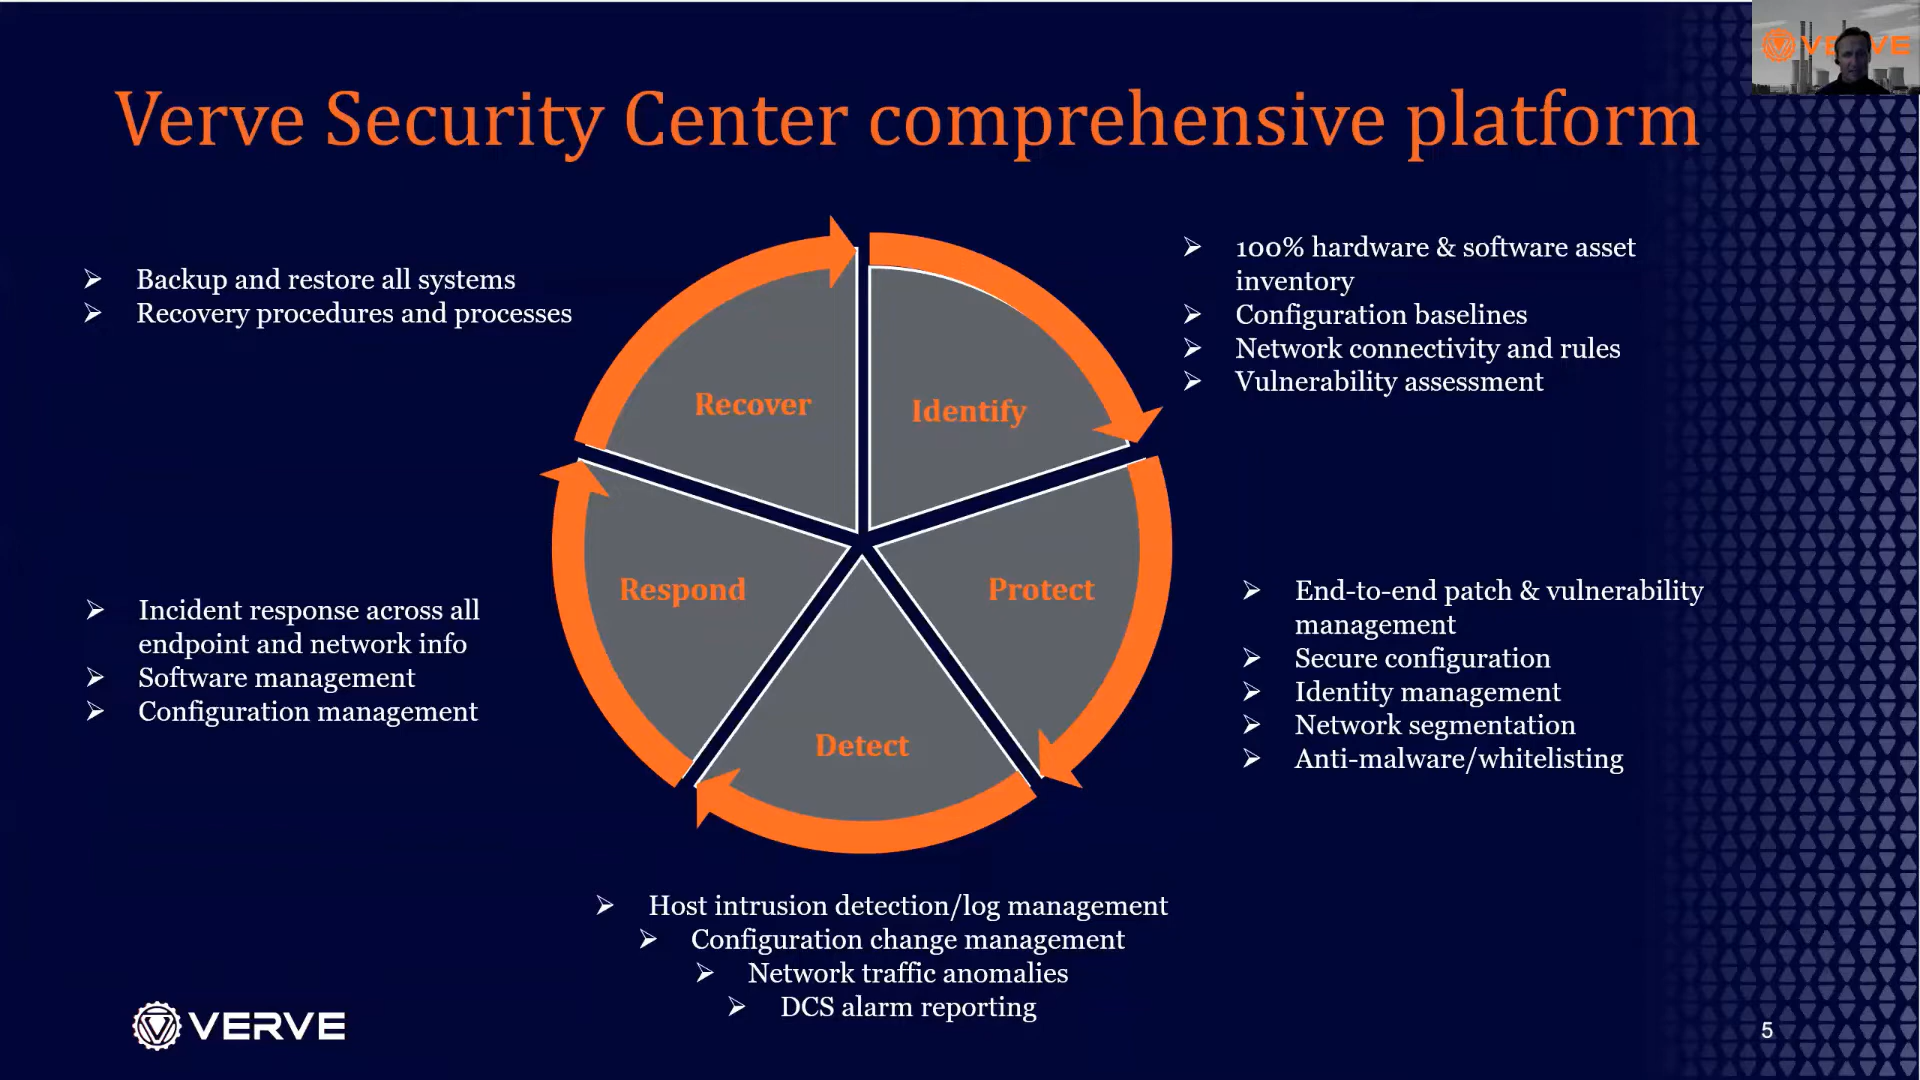 VERVE
Verve Security Center comprehensive platform
➢ Backup and restore all systems
➢ Recovery procedures and processes
➢ 100% hardware & software asset
inventory
➢ Configuration baselines
➢ Network connectivity and rules
➢ Vulnerability assessment
Recover
Identify
Respond
Protect
Detect
➢ Incident response across all
endpoint and network info
➢ Software management
➢ Configuration management
➢ End-to-end patch & vulnerability
management
➢ Secure configuration
➢ Identity management
➢ Network segmentation
➢ Anti-malware/whitelisting
➢ Host intrusion detection/log management
➢ Configuration change management
➢ Network traffic anomalies
➢ DCS alarm reporting
VERVE
5